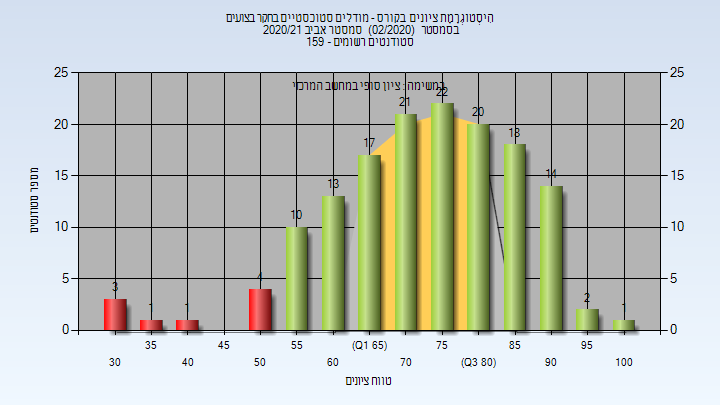 היסטוגרמת ציונים בקורס - מודלים סטוכסטיים בחקר בצועים
בסמסטר (02/2020) סמסטר אביב 2020/21
159 - סטודנטים רשומים
במשימה: ציון סופי במחשב המרכזי
מספר סטודנטים
25 25
20 20
15 15
10 10
5 5
0 0
3 1 1 4 10 13 17 21 22 20 18 14 2 1
35 45 55 (Q1 65) 75 85 95
30 40 50 60 70 (Q3 80) 90 100
טווח ציונים